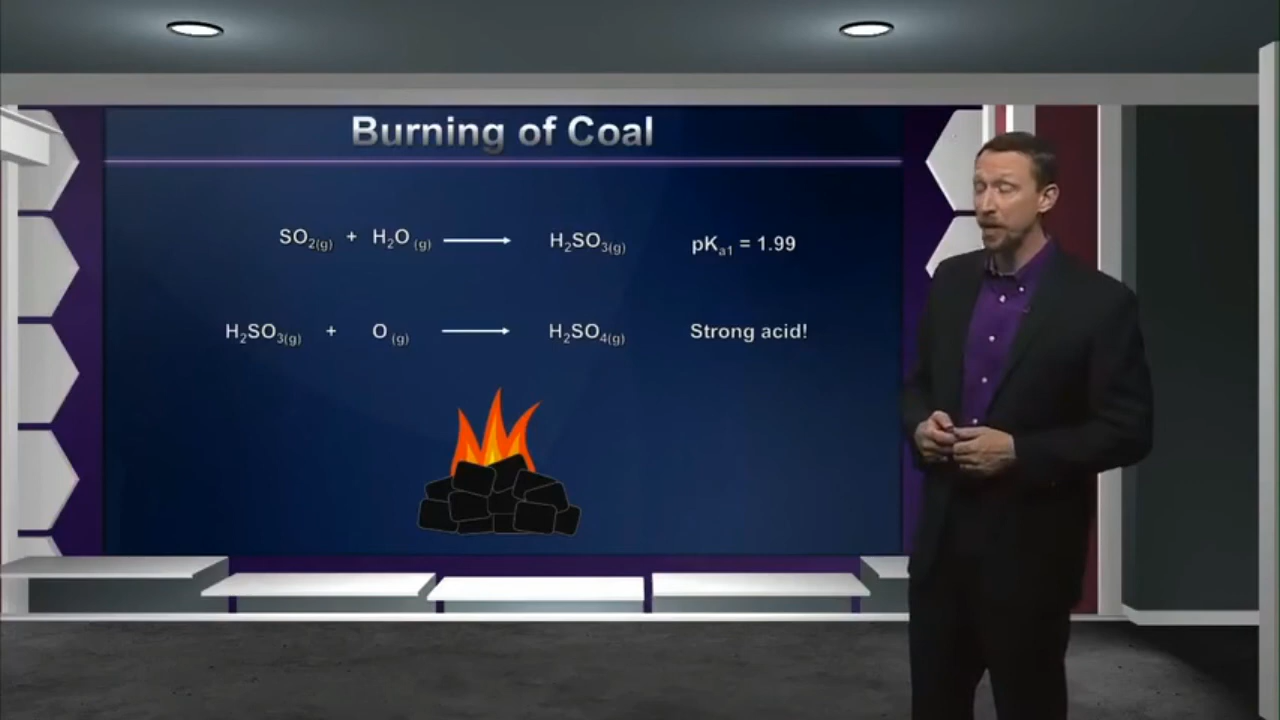 Burning of Coal
SO2(g) + H2O (g) ⟶ H2SO3(g) pKa1 = 1.99
H2SO3(g) + O (g) ⟶ H2SO4(g) Strong acid!